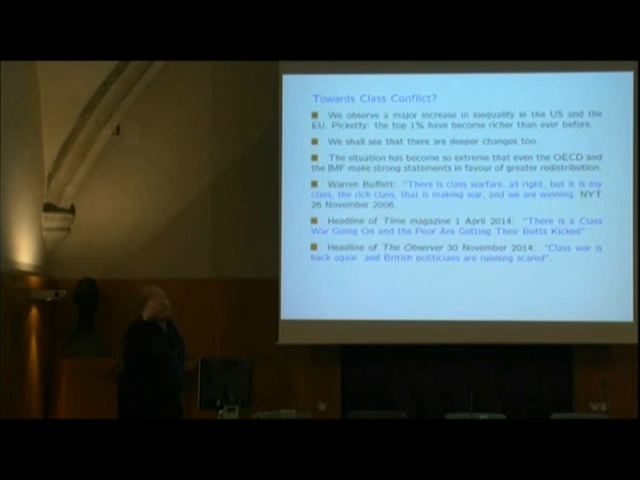 Towards Class Conflict?
We observe a major increase in inequality in the US and the
EU. Picketty: the top 1% have become richer than ever before.
We shall see that there are deeper changes too.
The situation has become so extreme that even the OECD and
the IMF make strong statements in favour of greater redistribution.
Warren Buffett: "There is class warfare, all right, but it is my
class, the rich class, that is making war, and we are winning. NYT
26 November 2006.
Headline of Time magazine 1 April 2014: "There is a Class
War Going On and the Poor Are Getting Their Butts Kicked"
Headline of The Observer 30 November 2014: "Class war is
back again and British politicians are running scared".